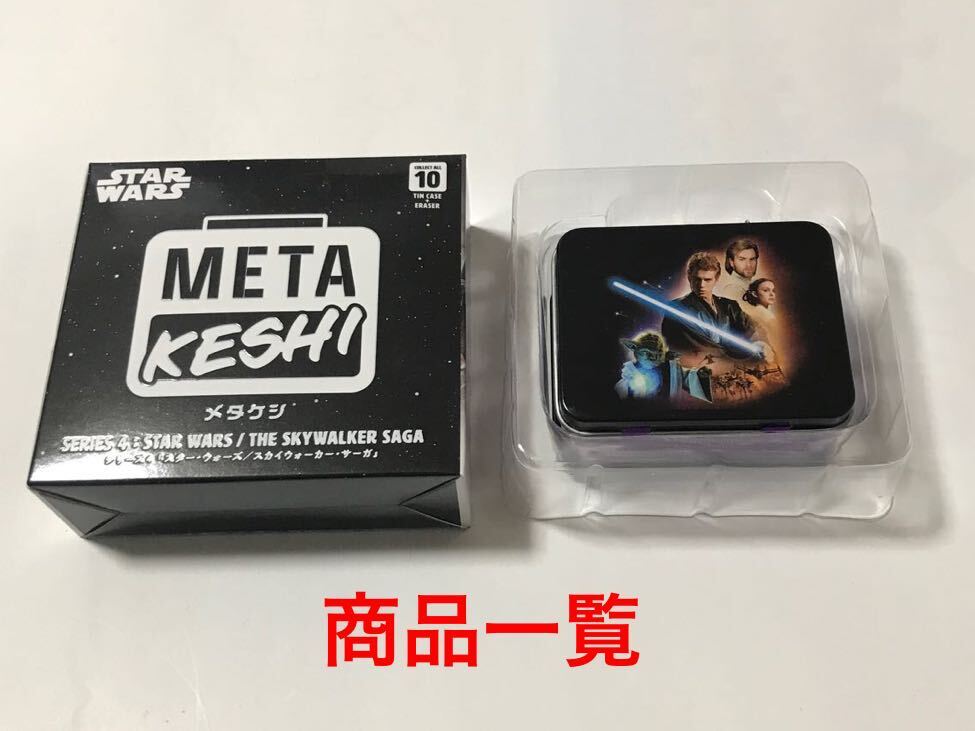 STAR
WARS
COLLECT ALL
10
TIN CASE
+
ERASER
META
KESHI
メタケシ
SERIES 4 : STAR WARS / THE SKYWALKER SAGA
シリーズ4『スター・ウォーズ／スカイウォーカー・サーガ』
商品一覧